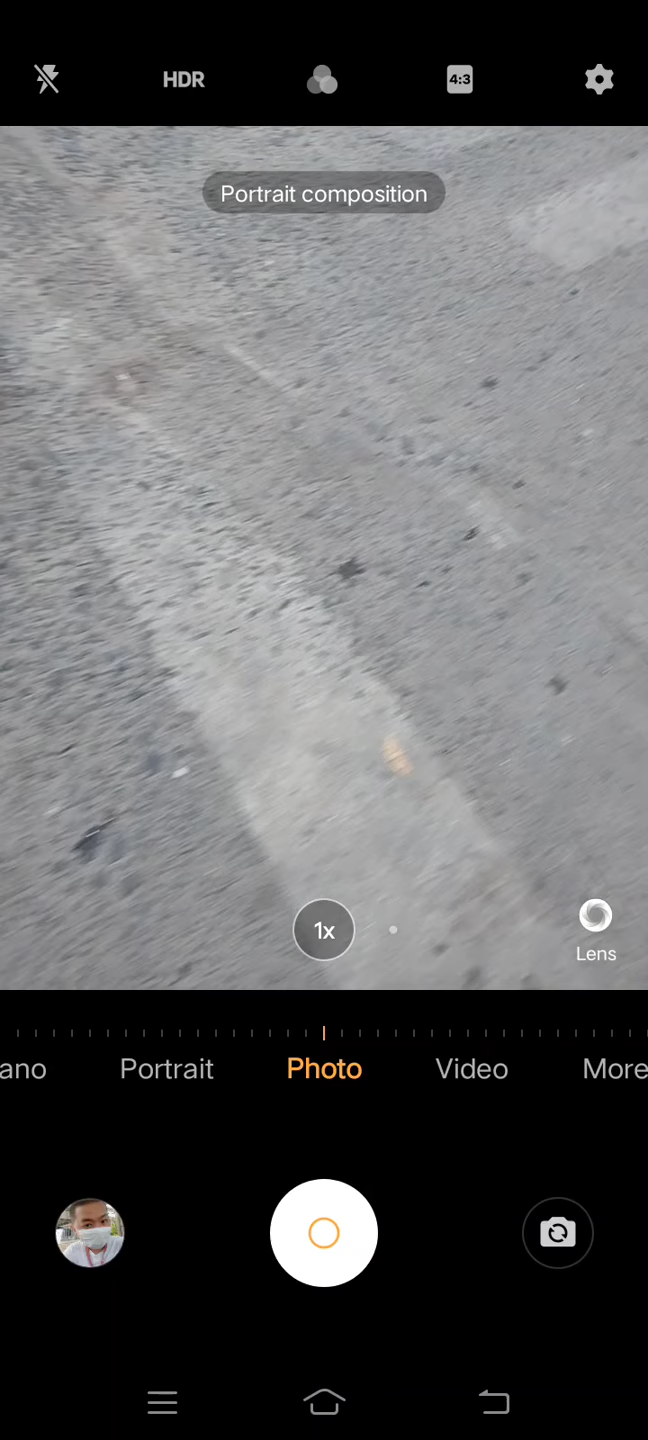 HDR
4:3
Portrait composition
1x
Lens
ano
Portrait
Photo
Video
More